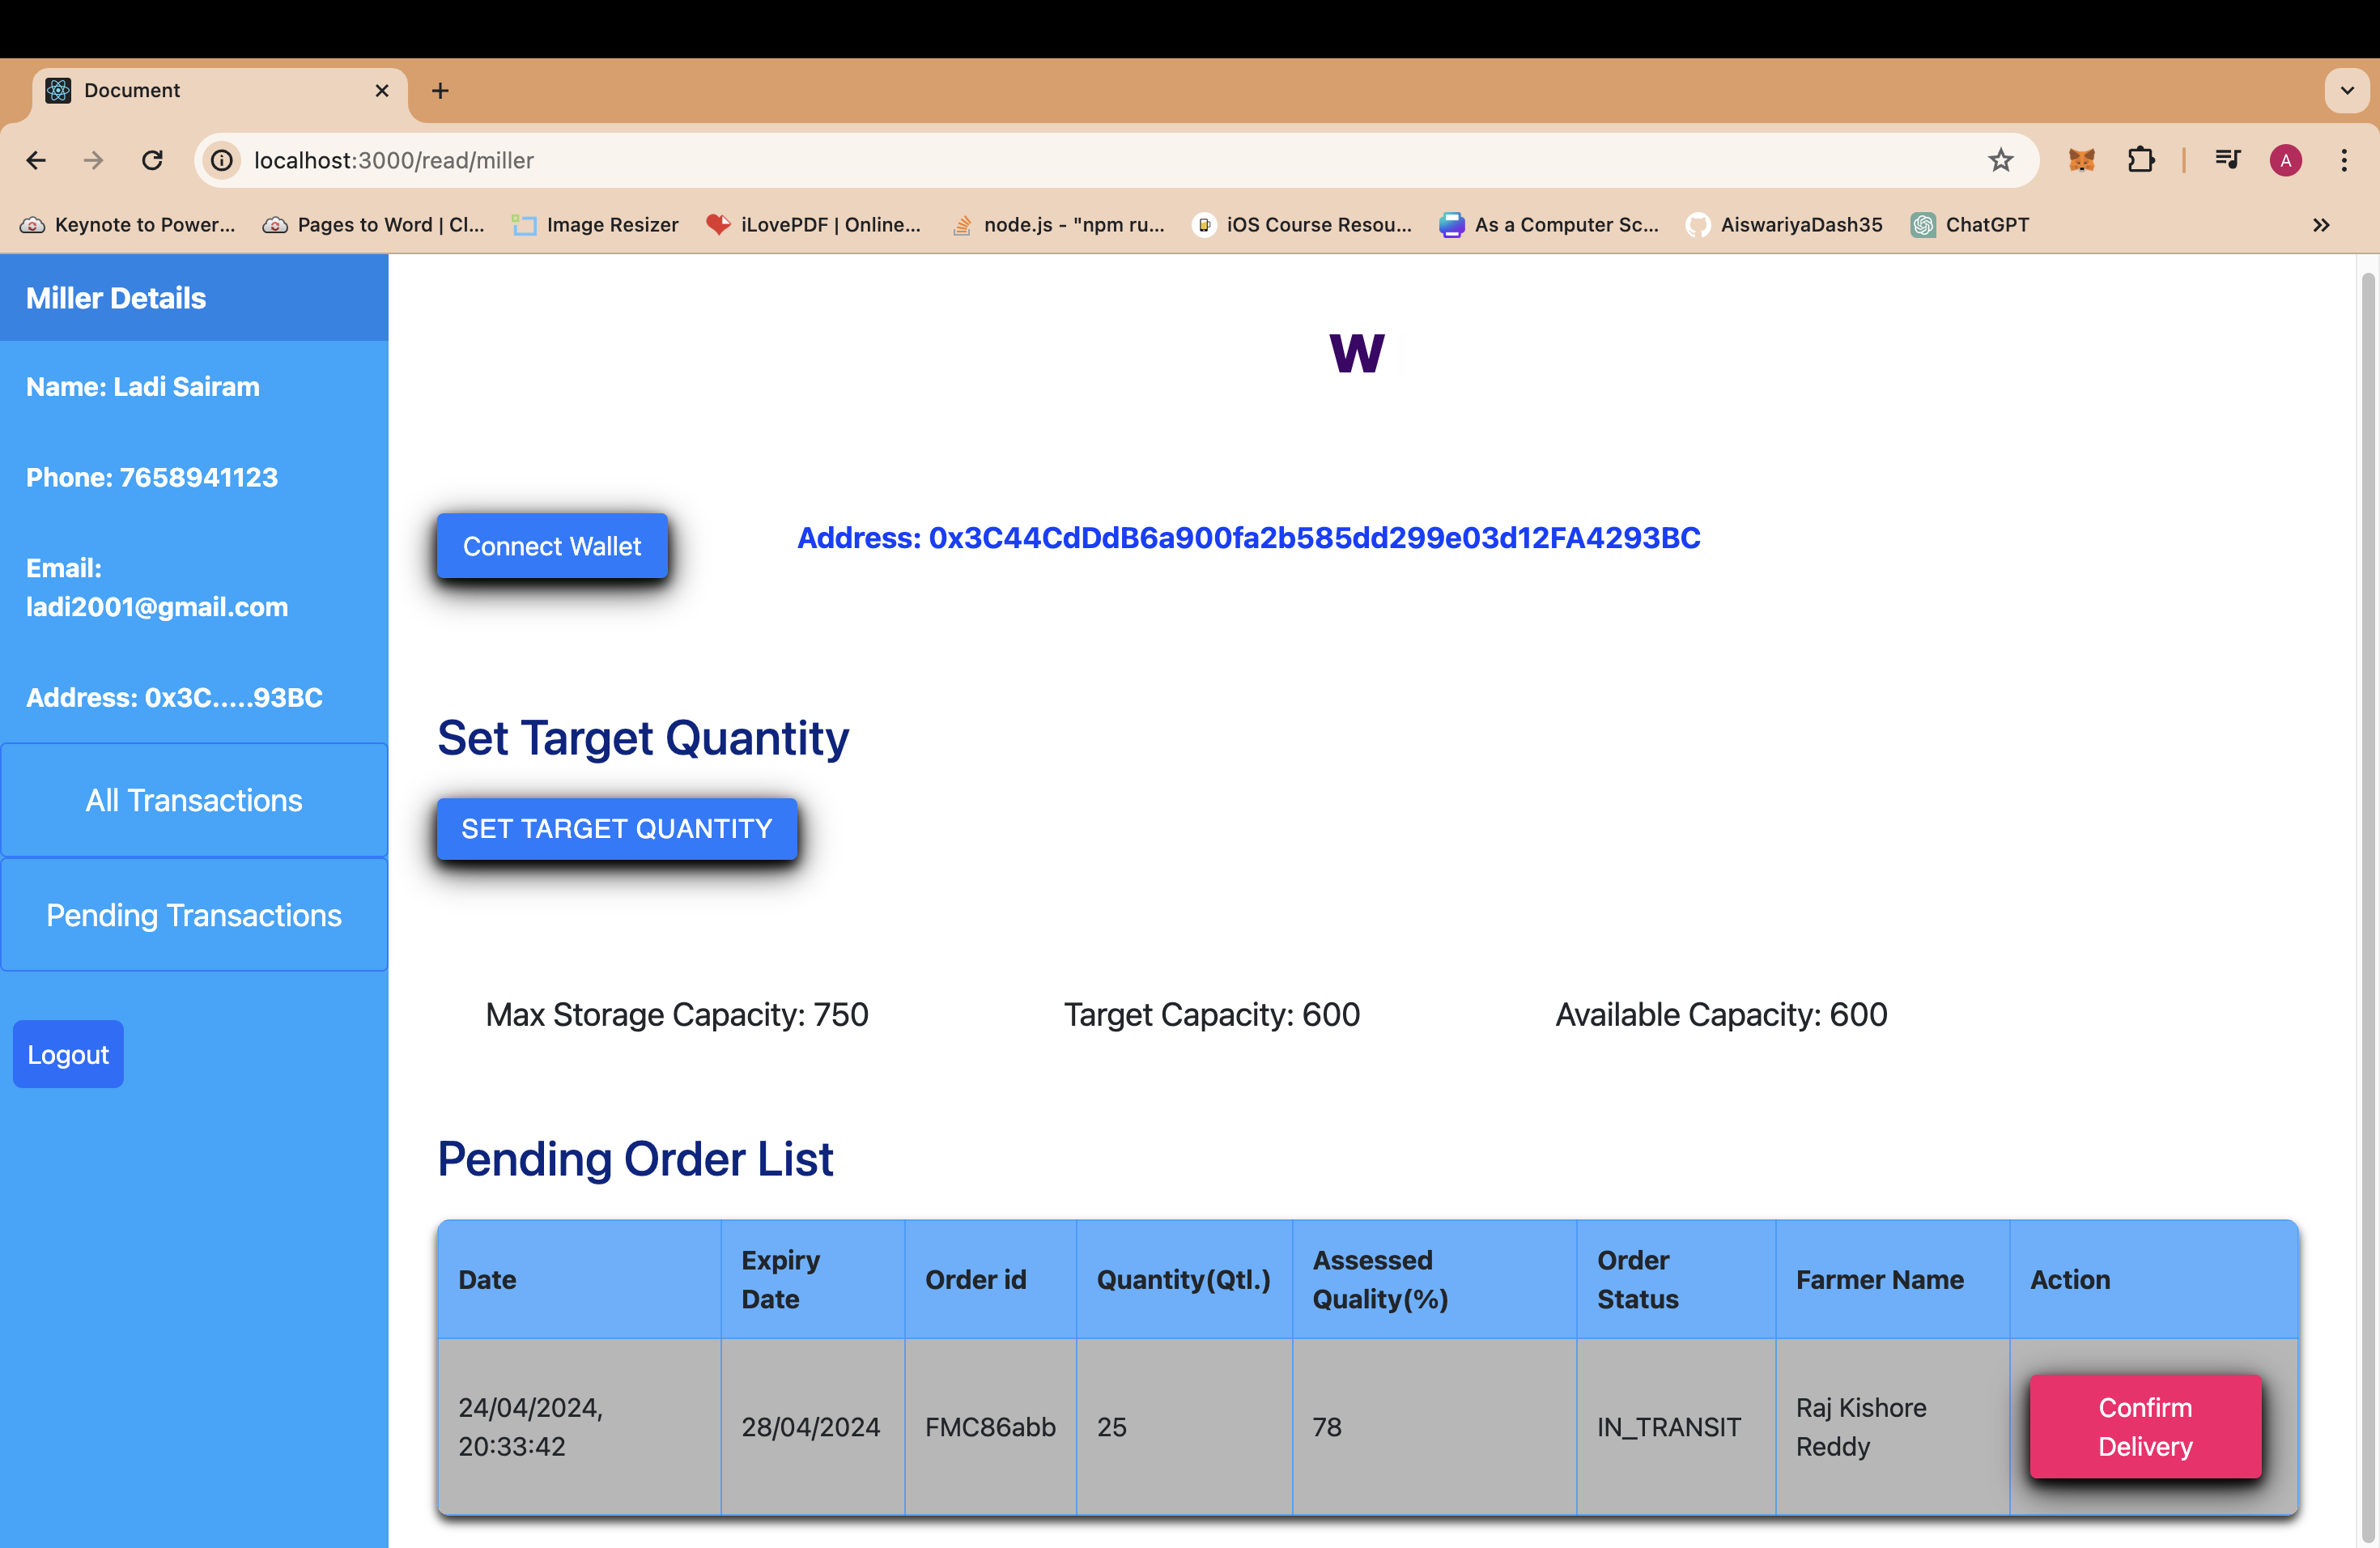 Document
localhost:3000/read/miller
A
Keynote to Power... Pages to Word | Cl... Image Resizer iLovePDF | Online... node.js - "npm ru... iOS Course Resou... As a Computer Sc... AiswariyaDash35 ChatGPT
Miller Details
Name: Ladi Sairam
Phone: 7658941123
Email:
ladi2001@gmail.com
Address: 0x3C.....93BC
All Transactions
Pending Transactions
Logout
W
Connect Wallet
Address: 0x3C44CdDdB6a900fa2b585dd299e03d12FA4293BC
Set Target Quantity
SET TARGET QUANTITY
Max Storage Capacity: 750 Target Capacity: 600 Available Capacity: 600
Pending Order List
Date Expiry Date Order id Quantity(Qtl.) Assessed Quality(%) Order Status Farmer Name Action
24/04/2024, 20:33:42 28/04/2024 FMC86abb 25 78 IN_TRANSIT Raj Kishore Reddy Confirm Delivery